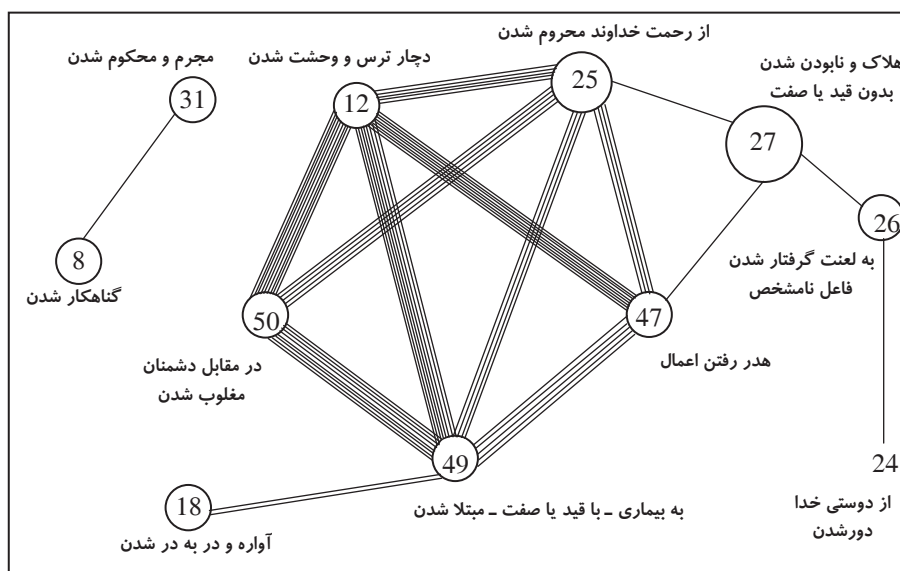 از رحمت خداوند محروم شدن
مجرم و محکوم شدن
دچار ترس و وحشت شدن
هلاک و نابودن شدن
بدون قید یا صفت
31
12
25
27
26
8
گناهکار شدن
به لعنت گرفتار شدن
فاعل نامشخص
50
47
در مقابل دشمنان
مغلوب شدن
هدر رفتن اعمال
49
24
18
به بیماری ـ با قید یا صفت ـ مبتلا شدن
از دوستی خدا
دورشدن
آواره و در به در شدن